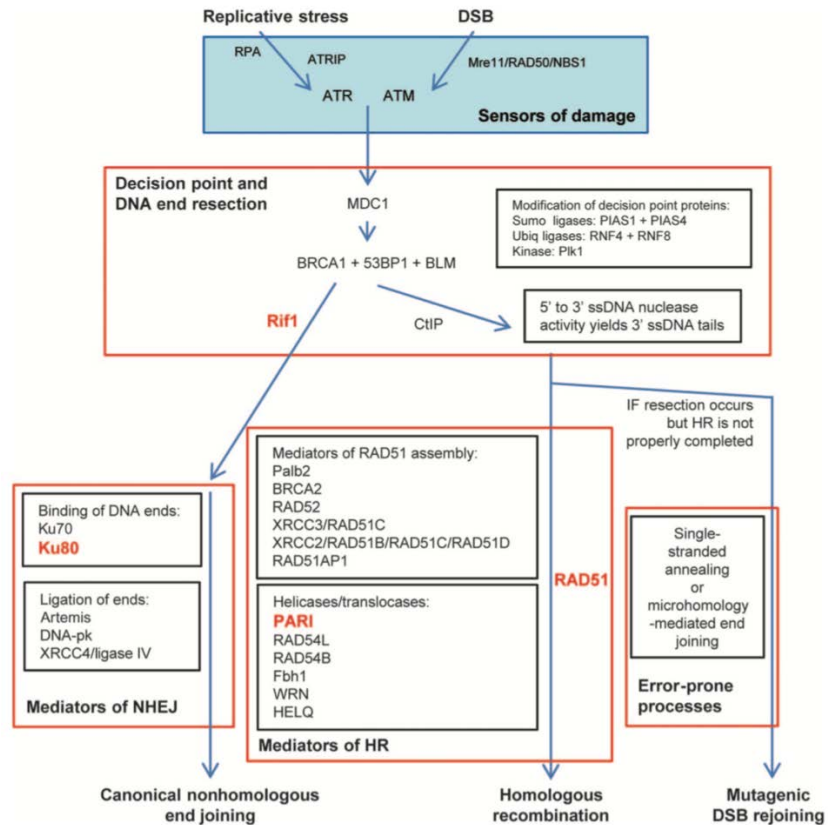 Replicative stress
DSB
RPA
ATRIP
Mre11/RAD50/NBS1
ATR
ATM
Sensors of damage
Decision point and
DNA end resection
MDC1
Modification of decision point proteins:
Sumo ligases: PIAS1 + PIAS4
Ubiq ligases: RNF4 + RNF8
Kinase: Plk1
BRCA1 + 53BP1 + BLM
Rif1
CtIP
5' to 3' ssDNA nuclease
activity yields 3' ssDNA tails
IF resection occurs
but HR is not
properly completed
Mediators of RAD51 assembly:
Palb2
BRCA2
RAD52
XRCC3/RAD51C
XRCC2/RAD51B/RAD51C/RAD51D
RAD51AP1
Binding of DNA ends:
Ku70
Ku80
Ligation of ends:
Artemis
DNA-pk
XRCC4/ligase IV
Mediators of NHEJ
Helicases/translocases:
PARI
RAD54L
RAD54B
Fbh1
WRN
HELQ
Mediators of HR
RAD51
Single-
stranded
annealing
or
microhomology
-mediated end
joining
Error-prone
processes
Canonical nonhomologous
end joining
Homologous
recombination
Mutagenic
DSB rejoining